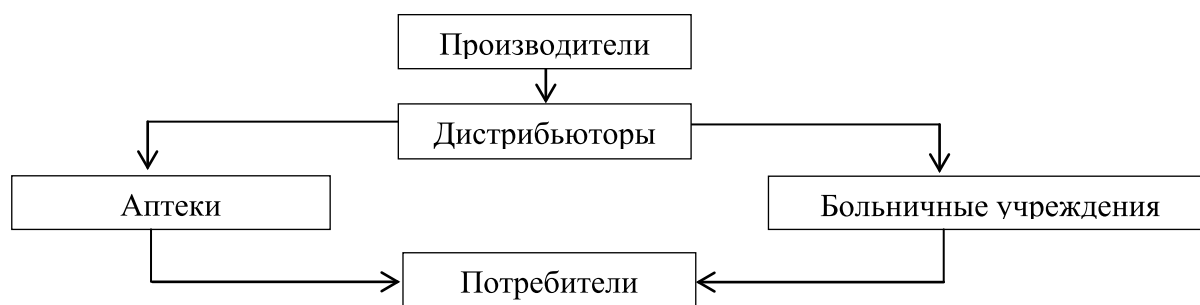 Производители
Дистрибьюторы
Аптеки
Больничные учреждения
Потребители